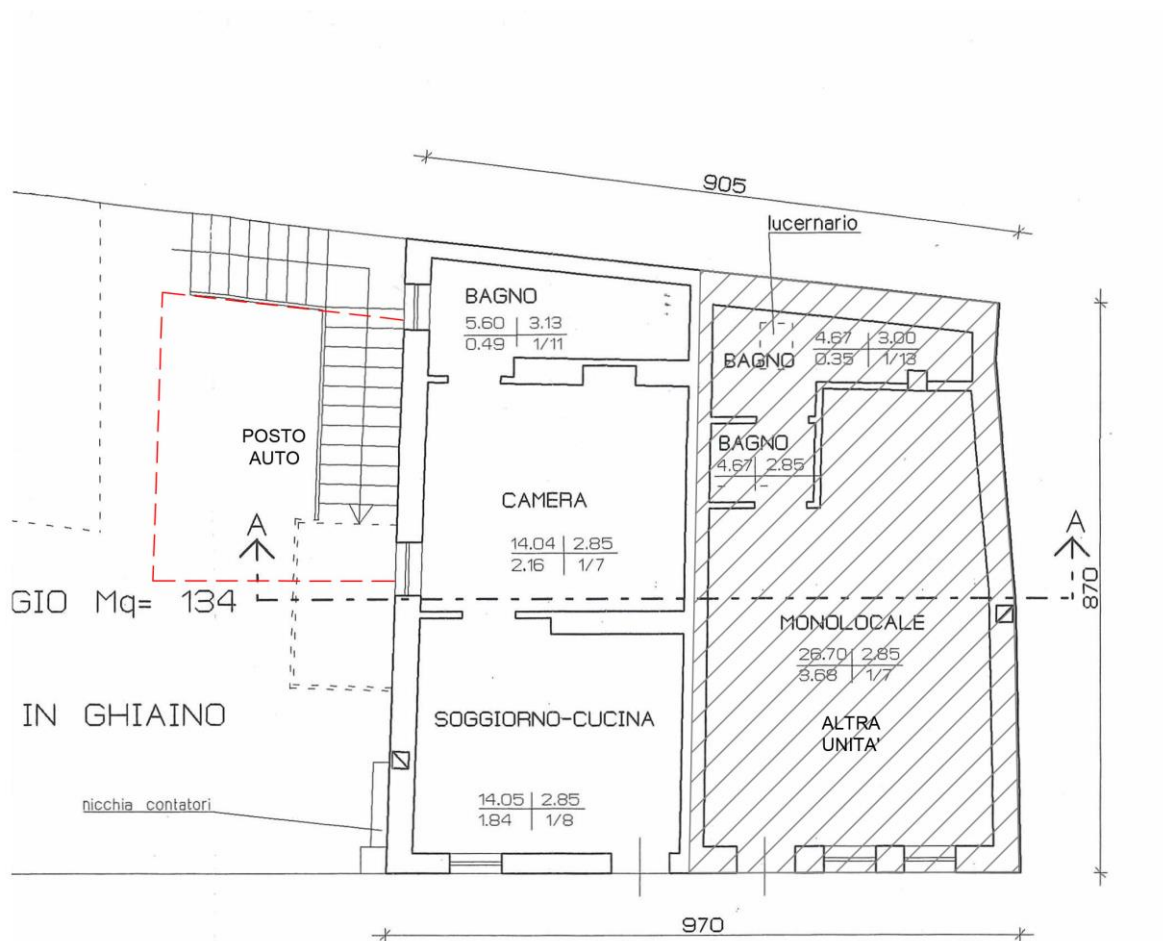 905
lucernario
BAGNO
5.60 | 3.13
0.49 | 1/11
4.67 | 3.00
BAGNO 0.35 | 1/13
POSTO
AUTO
BAGNO
4.67 | 2.85
- | -
CAMERA
14.04 | 2.85
2.16 | 1/7
A
A
870
GIO Mq= 134
MONOLOCALE
26.70 | 2.85
3.68 | 1/7
IN GHIAINO
SOGGIORNO-CUCINA
ALTRA
UNITA'
14.05 | 2.85
1.84 | 1/8
nicchia contatori
970